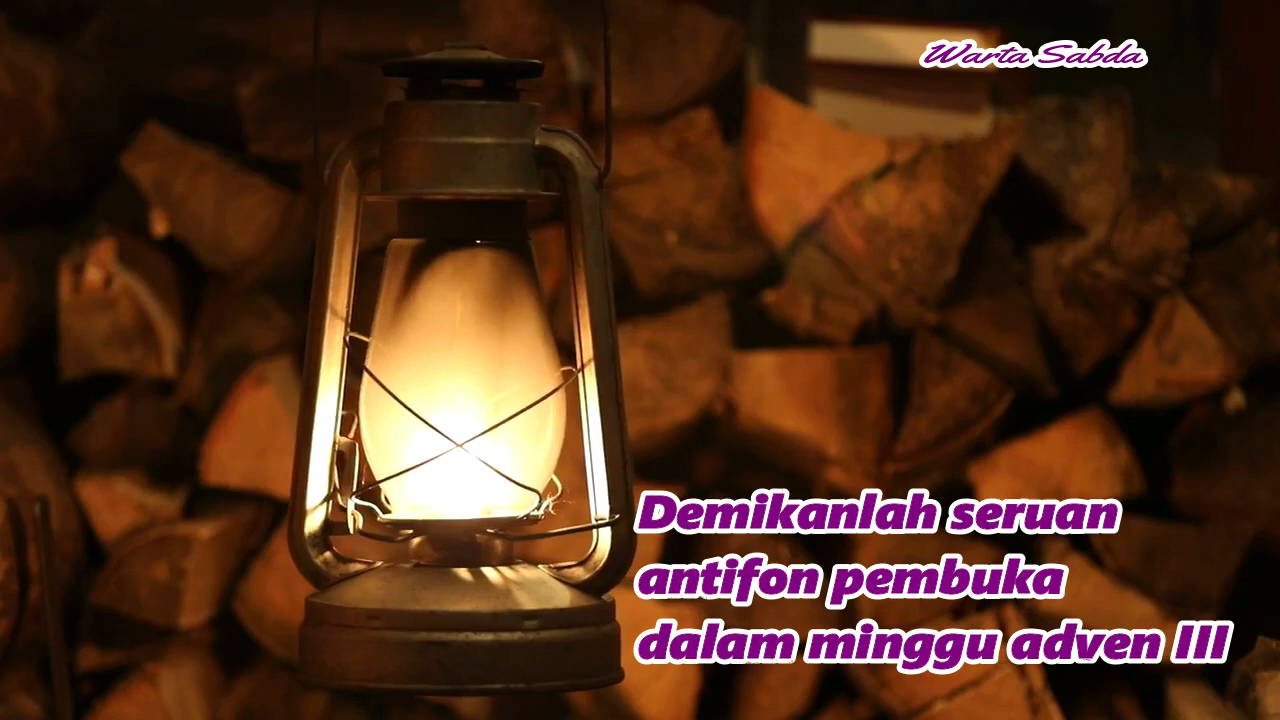 Warta Sabda
Demikanlah seruan
antifon pembuka
dalam minggu adven III